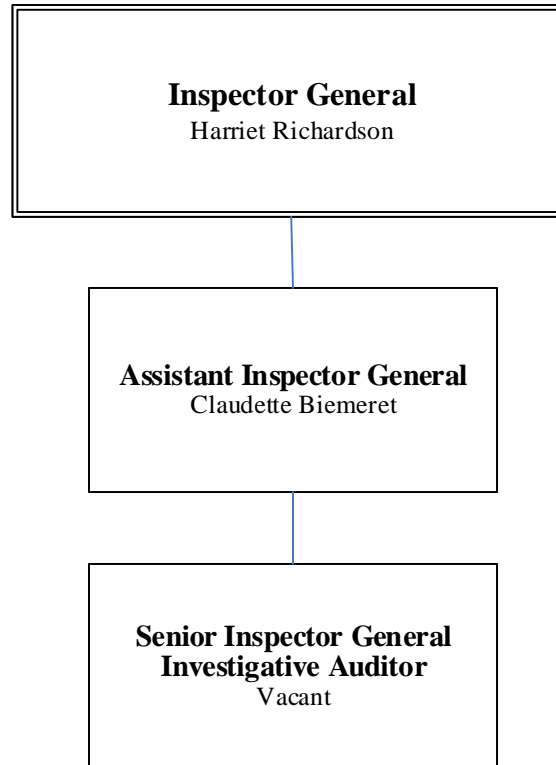 Inspector General
Harriet Richardson
Assistant Inspector General
Claudette Biemeret
Senior Inspector General
Investigative Auditor
Vacant